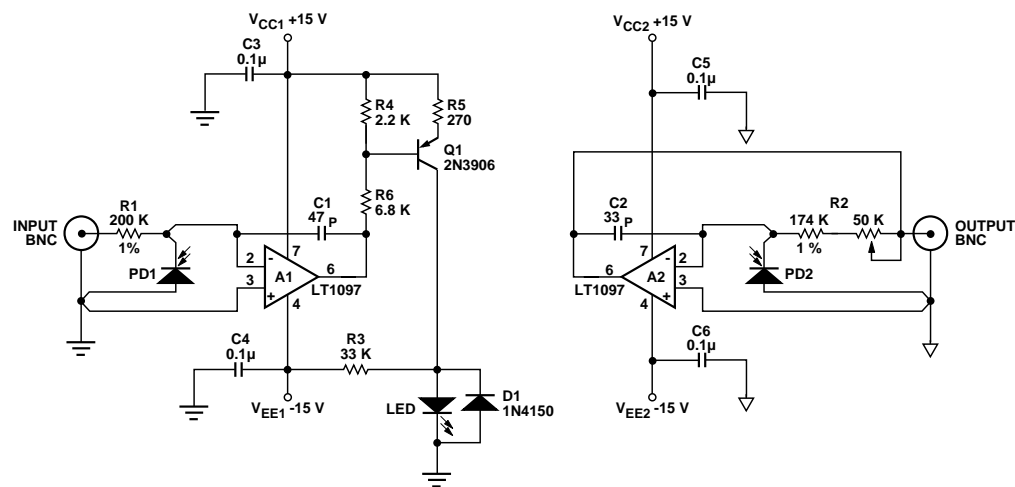 VCC1 +15 V
C3
0.1µ
R4
2.2 K
R5
270
Q1
2N3906
R6
6.8 K
C1
47 P
INPUT
BNC
R1
200 K
1%
PD1
2
3
-
+
A1
7
6
4
LT1097
C4
0.1µ
R3
33 K
VEE1 -15 V
LED
D1
1N4150
VCC2 +15 V
C5
0.1µ
C2
33 P
R2
174 K
50 K
1 %
OUTPUT
BNC
PD2
7
2
3
-
+
A2
6
4
LT1097
C6
0.1µ
VEE2 -15 V